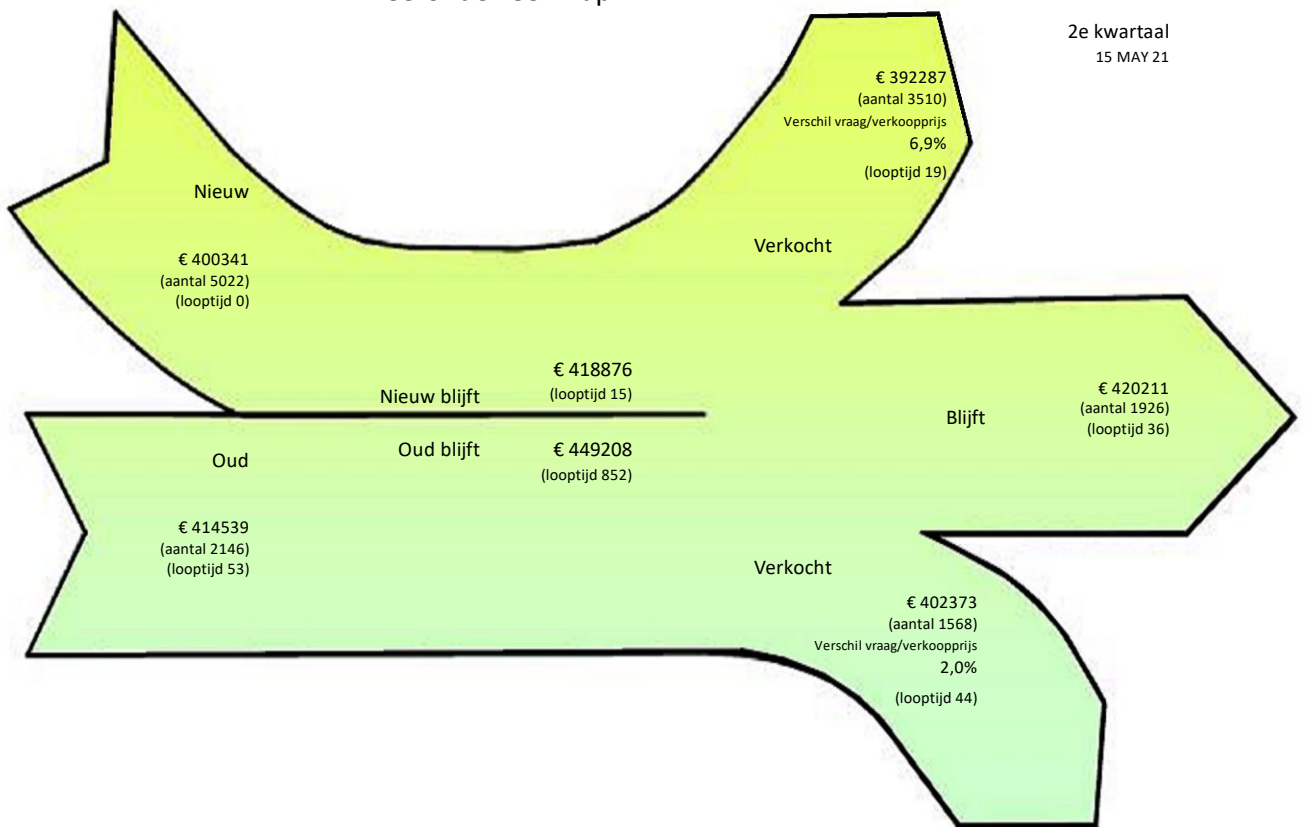 2e kwartaal
15 MAY 21
€ 392287
(aantal 3510)
Verschil vraag/verkoopprijs
6,9%
(looptijd 19)
Nieuw
Verkocht
€ 400341
(aantal 5022)
(looptijd 0)
€ 418876
Nieuw blijft
(looptijd 15)
€ 420211
(aantal 1926)
(looptijd 36)
Blijft
Oud blijft
€ 449208
(looptijd 852)
Oud
€ 414539
(aantal 2146)
(looptijd 53)
Verkocht
€ 402373
(aantal 1568)
Verschil vraag/verkoopprijs
2,0%
(looptijd 44)